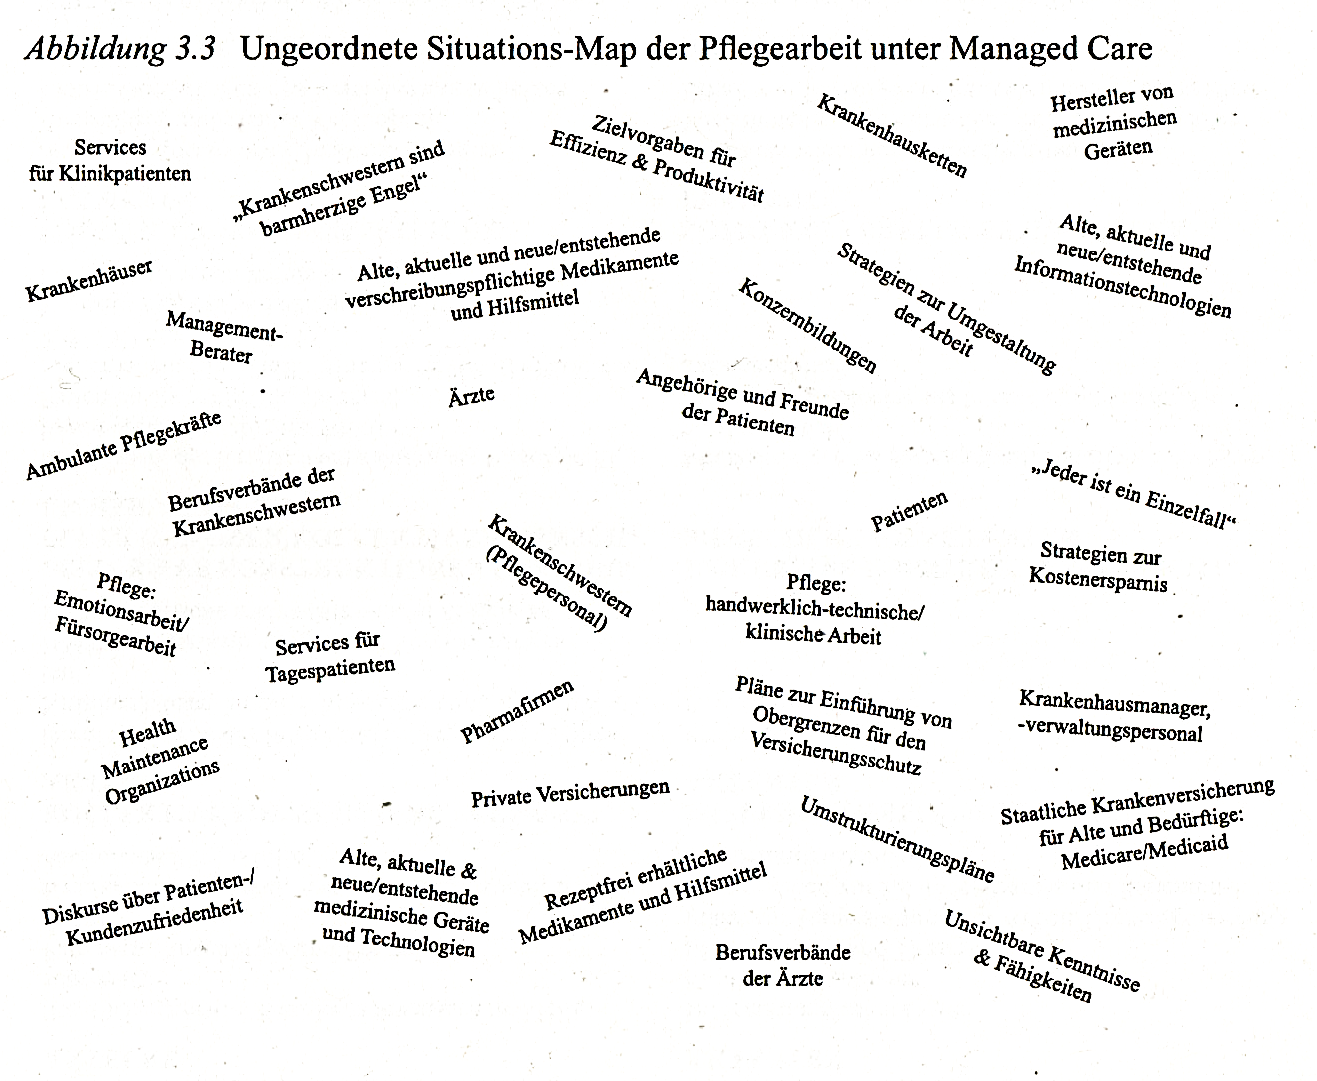 Abbildung 3.3 Ungeordnete Situations-Map der Pflegearbeit unter Managed Care
Services
für Klinikpatienten
„Krankenschwestern sind
barmherzige Engel“
Zielvorgaben für
Effizienz & Produktivität
Krankenhausketten
Hersteller von
medizinischen
Geräten
Krankenhäuser
Alte, aktuelle und neue/entstehende
verschreibungspflichtige Medikamente
und Hilfsmittel
Strategien zur Umgestaltung
der Arbeit
Alte, aktuelle und
neue/entstehende
Informationstechnologien
Management-
Berater
Konzernbildungen
Ärzte
Angehörige und Freunde
der Patienten
Ambulante Pflegekräfte
Berufsverbände der
Krankenschwestern
Krankenschwestern
(Pflegepersonal)
Patienten
„Jeder ist ein Einzelfall“
Strategien zur
Kostenersparnis
Pflege:
Emotionsarbeit/
Fürsorgearbeit
Services für
Tagespatienten
Pflege:
handwerklich-technische/
klinische Arbeit
Pharmafirmen
Pläne zur Einführung von
Obergrenzen für den
Versicherungsschutz
Krankenhausmanager,
-verwaltungspersonal
Health
Maintenance
Organizations
Private Versicherungen
Umstrukturierungspläne
Staatliche Krankenversicherung
für Alte und Bedürftige:
Medicare/Medicaid
Diskurse über Patienten-/
Kundenzufriedenheit
Alte, aktuelle &
neue/entstehende
medizinische Geräte
und Technologien
Rezeptfrei erhältliche
Medikamente und Hilfsmittel
Berufsverbände
der Ärzte
Unsichtbare Kenntnisse
& Fähigkeiten